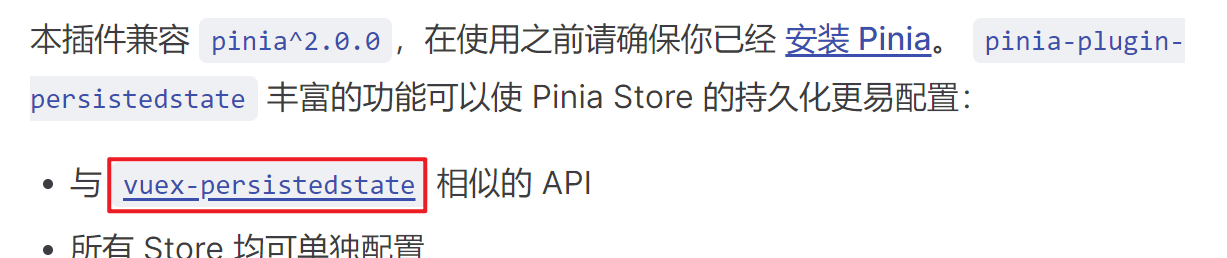 本插件兼容 pinia^2.0.0，在使用之前请确保你已经 安装 Pinia。 pinia-plugin-
persistedstate 丰富的功能可以使 Pinia Store 的持久化更易配置：
• 与 vuex-persistedstate 相似的 API
• 所有 Store 均可单独配置